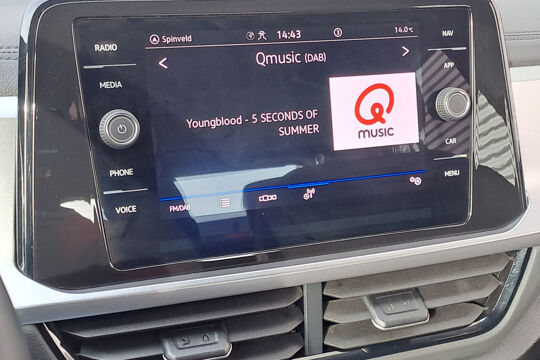 RADIO
MEDIA
PHONE
VOICE
Spinveld
14:43
14.0°C
Qmusic (DAB)
Youngblood - 5 SECONDS OF
SUMMER
Q
MUSIC
FM/DAB
NAV
APP
CAR
MENU